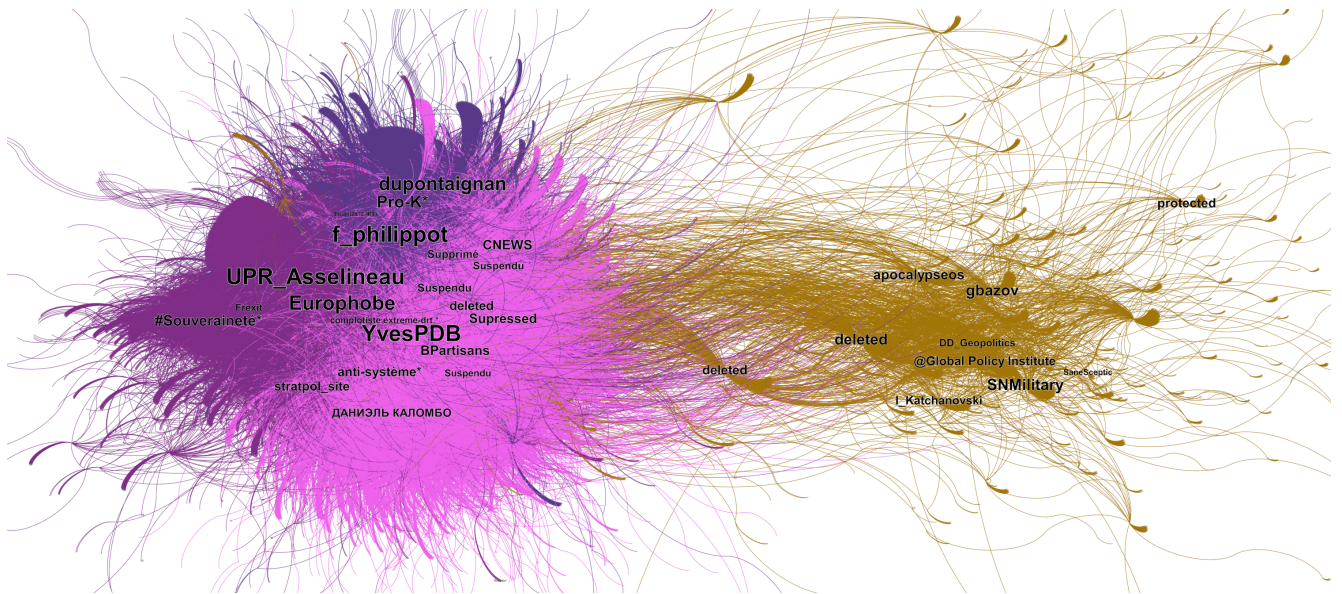 dupontaignan
Pro-K*
f_philippot
CNEWS
Supprimé
Suspendu
UPR_Asselineau
Suspendu
Europhobe
Frexit
deleted
#Souveraineté*
complotiste.extreme-drt.*
Supressed
YvesPDB
BPartisans
anti-système*
Suspendu
stratpol_site
ДАНИЭЛЬ КАЛОМБО
protected
apocalypseos
gbazov
deleted
DD_Geopolitics
@Global Policy Institute
deleted
SaneSceptic
SNMilitary
I_Katchanovski